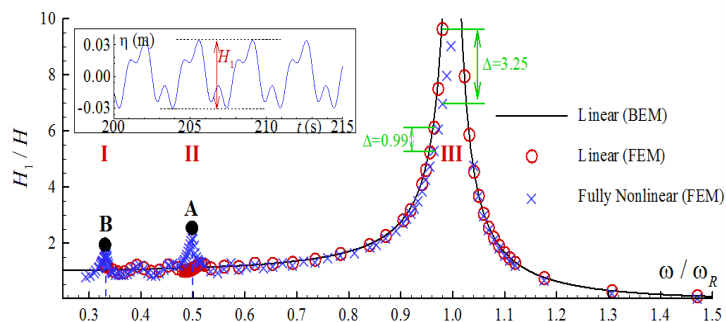 10
8
6
4
2
H₁ / H
0.03
0.00
-0.03
η (m)
H₁
200
205
210
t(s)
215
I
II
III
B
A
Δ=0.99
Δ=3.25
Linear (BEM)
Linear (FEM)
Fully Nonlinear (FEM)
ω / ω_R
0.3
0.4
0.5
0.6
0.7
0.8
0.9
1.0
1.1
1.2
1.3
1.4
1.5